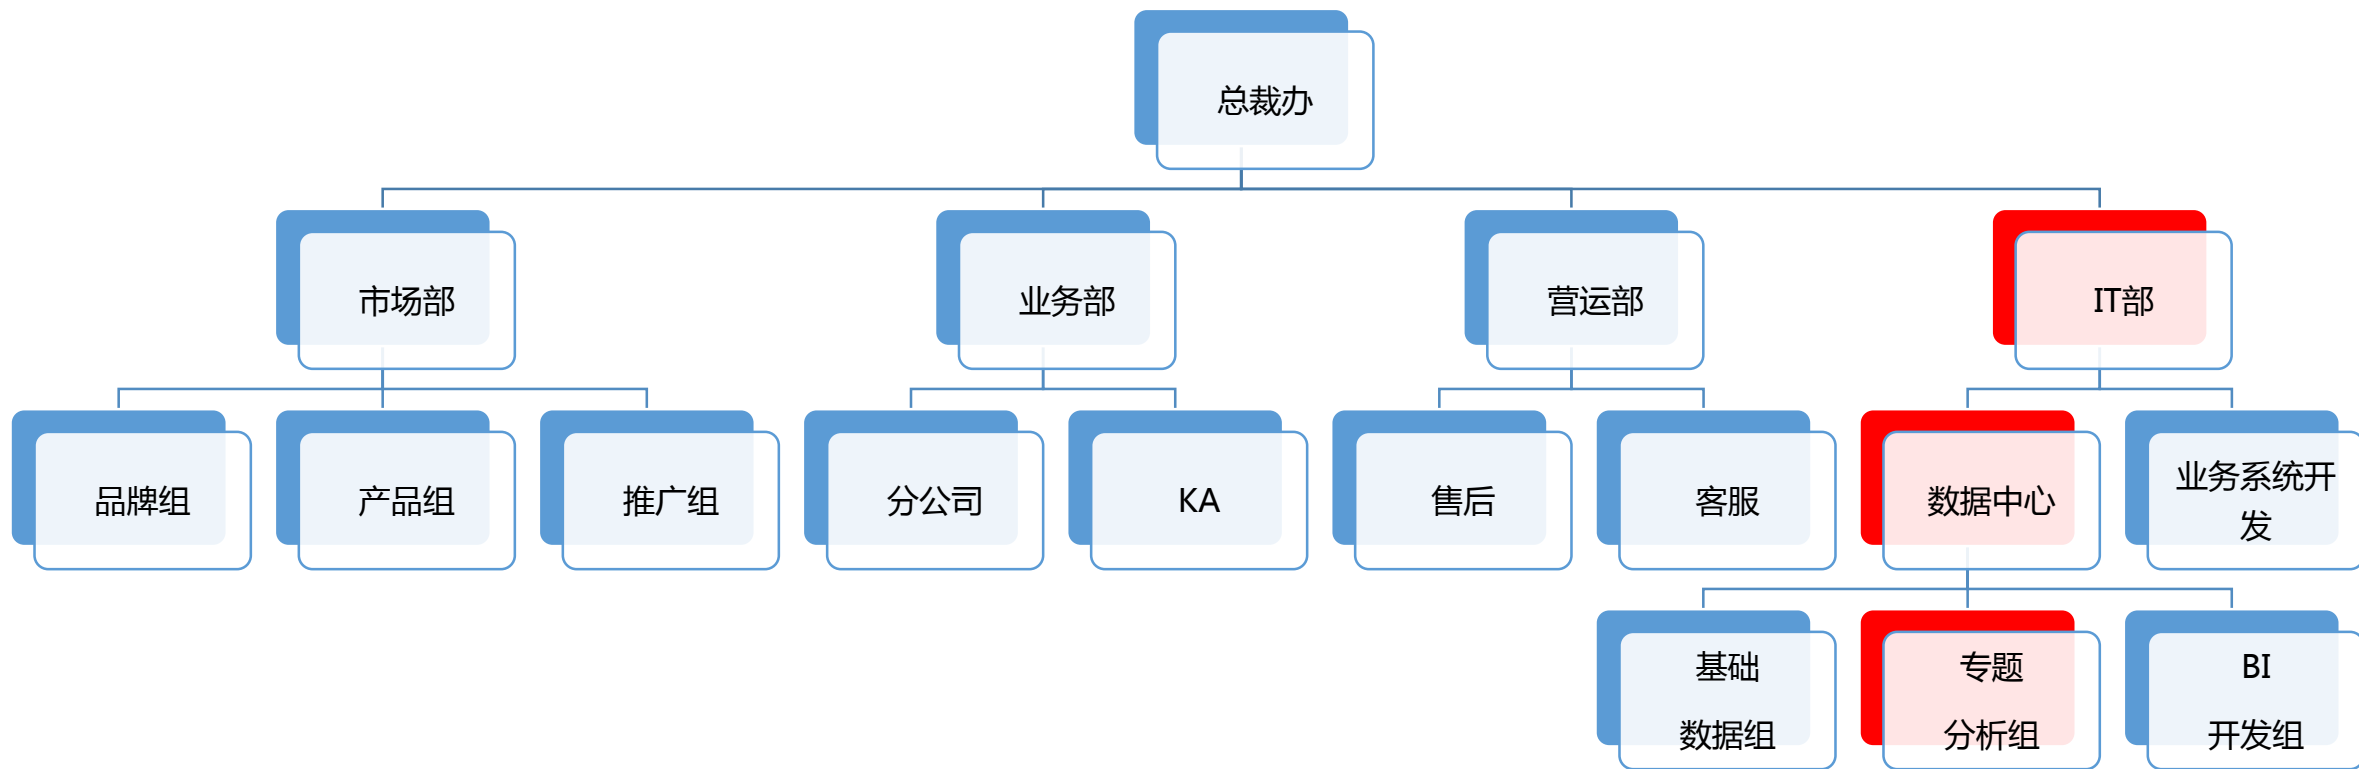 总裁办
市场部
业务部
营运部
IT部
品牌组
产品组
推广组
分公司
KA
售后
客服
数据中心
业务系统开
发
基础
数据组
专题
分析组
BI
开发组